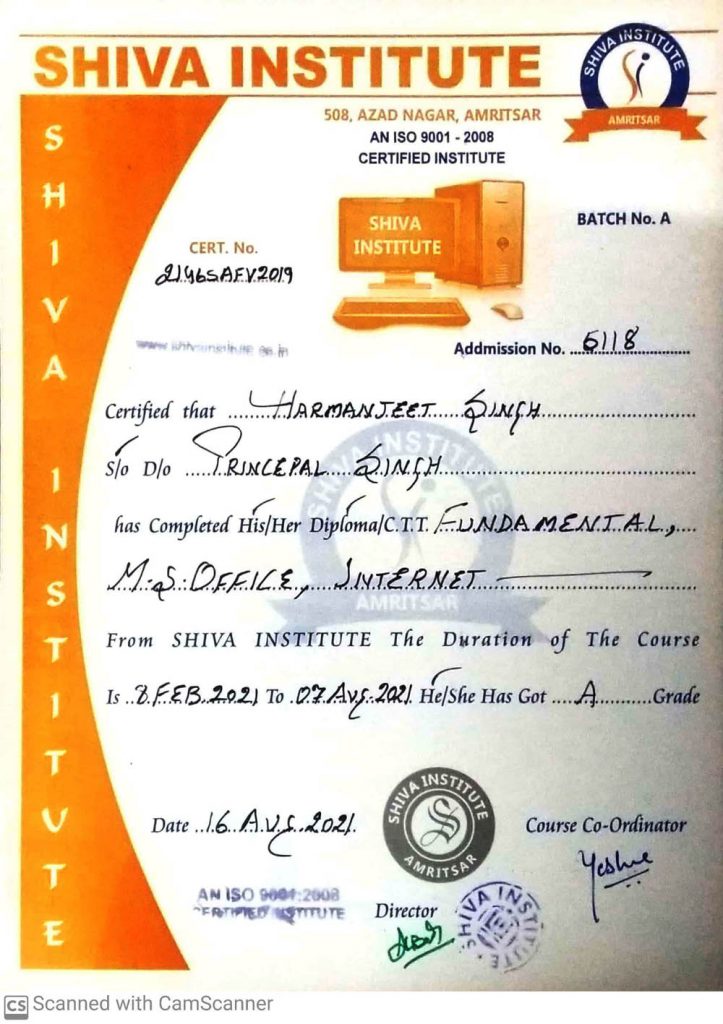 SHIVA INSTITUTE
SHIVA INSTITUTE
AMRITSAR
508, AZAD NAGAR, AMRITSAR
AN ISO 9001 - 2008
CERTIFIED INSTITUTE
SHIVA INSTITUTE
SHIVA
INSTITUTE
BATCH No. A
CERT. No.
2146SAFV2019
Addmission No. 6118
Certified that HARMANJEET SINGH
S/o D/o PRINCEPAL SINGH
has Completed His/Her Diploma/C.T.T. FUNDAMENTAL,
M.S. OFFICE, INTERNET
SHIVA INSTITUTE
AMRITSAR
From SHIVA INSTITUTE The Duration of The Course
Is 8 FEB 2021 To 07 AUG 2021 He/She Has Got A Grade
SHIVA INSTITUTE
AMRITSAR
Date 16 AUG 2021
Course Co-Ordinator
AN ISO 9001:2008
CERTIFIED INSTITUTE
Director
SHIVA INSTITUTE
CS Scanned with CamScanner